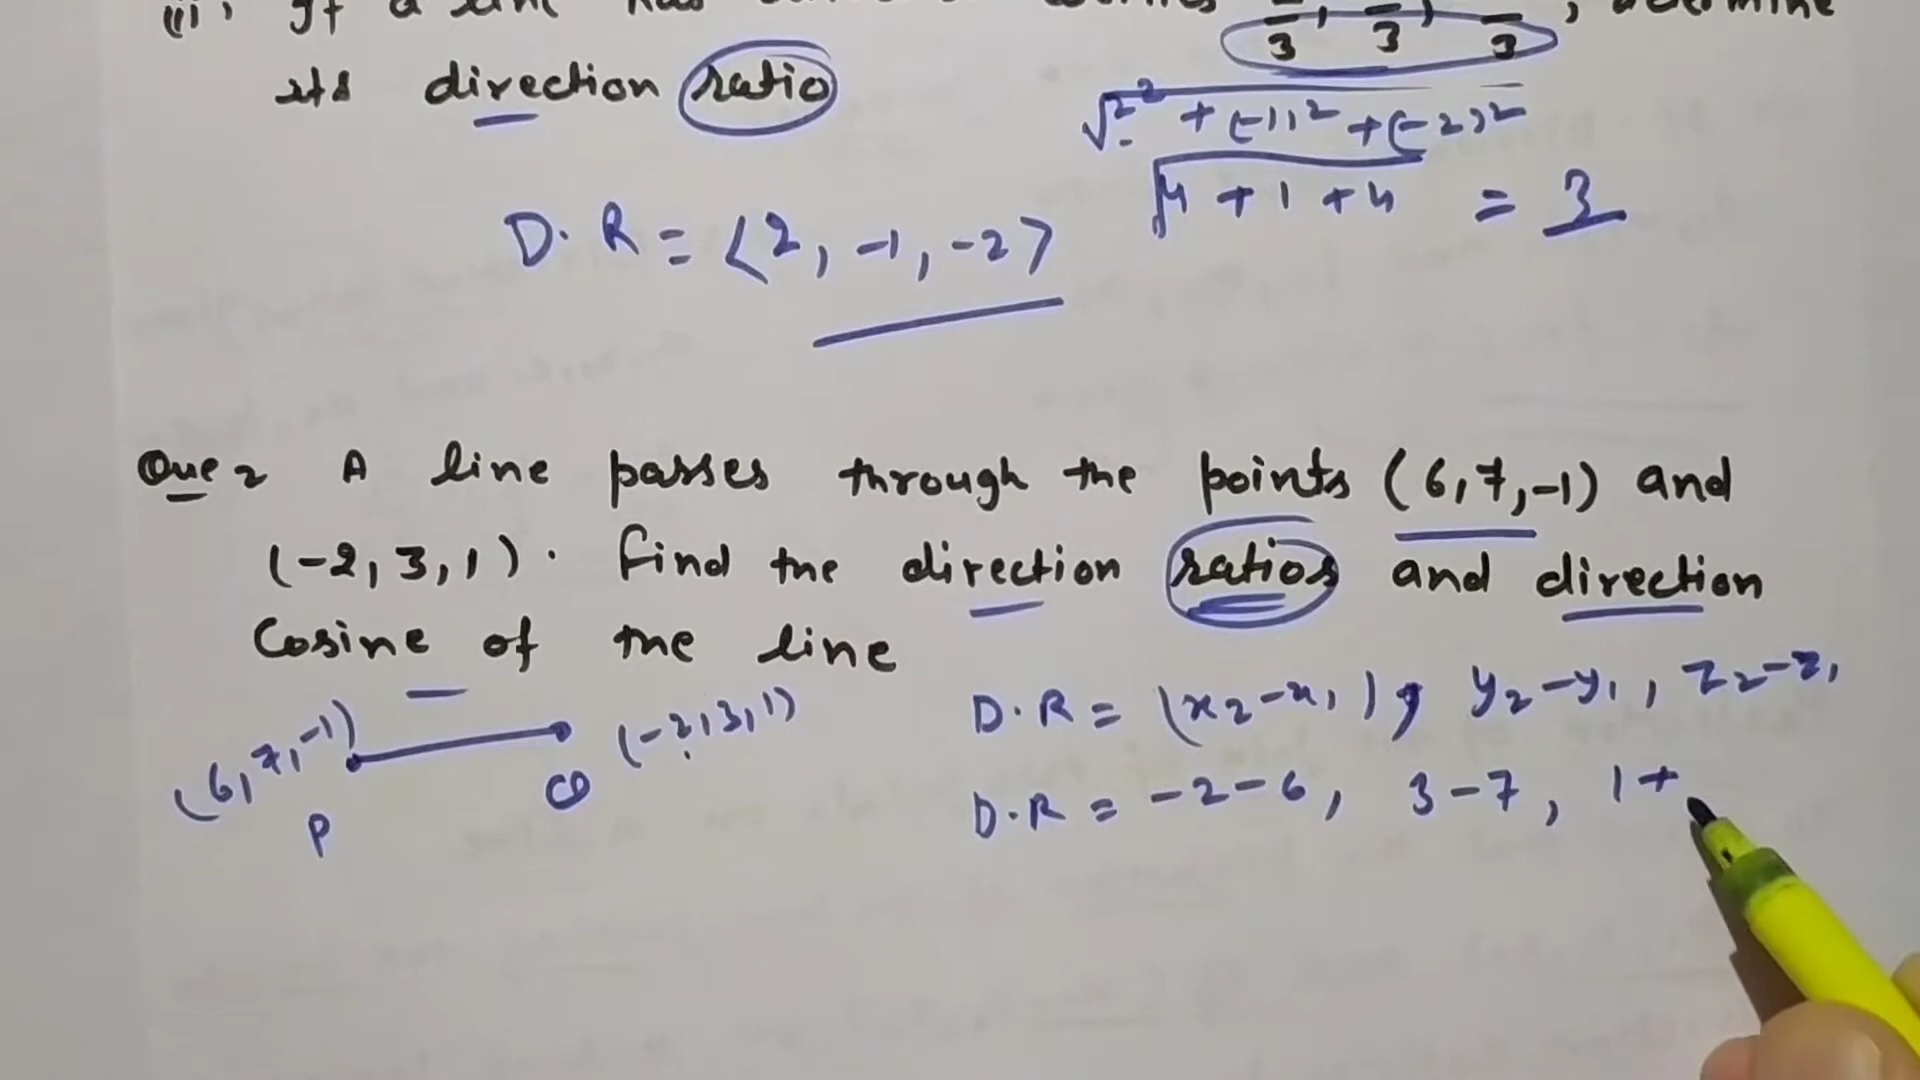 its direction ratio
√2² + (-1)² + (-2)²
√4 + 1 + 4 = 3
D.R = <2, -1, -2>
Que 2 A line passes through the points (6,7,-1) and
(-2,3,1). Find the direction ratios and direction
Cosine of the line
(6,7,-1) P
Q (-2,3,1)
D.R = (x₂-x₁), y₂-y₁, z₂-z₁
D.R = -2-6, 3-7, 1+